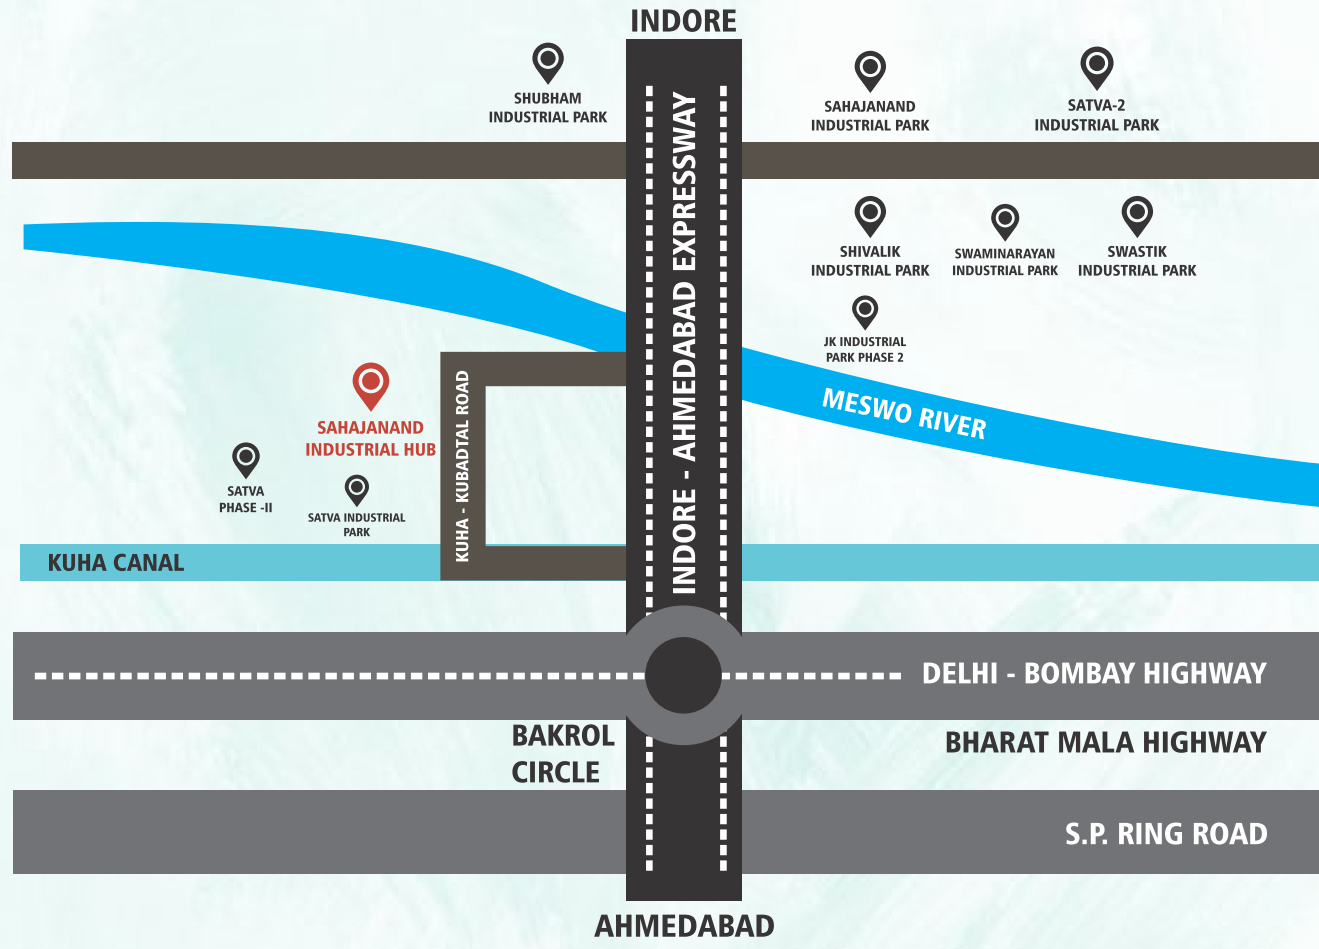 INDORE
SHUBHAM
INDUSTRIAL PARK
SAHAJANAND
INDUSTRIAL PARK
SATVA-2
INDUSTRIAL PARK
INDORE - AHMEDABAD EXPRESSWAY
SHIVALIK
INDUSTRIAL PARK
SWAMINARAYAN
INDUSTRIAL PARK
SWASTIK
INDUSTRIAL PARK
JK INDUSTRIAL
PARK PHASE 2
MESWO RIVER
SAHAJANAND
INDUSTRIAL HUB
KUHA - KUBADTAL ROAD
SATVA
PHASE -II
SATVA INDUSTRIAL
PARK
KUHA CANAL
DELHI - BOMBAY HIGHWAY
BAKROL
CIRCLE
BHARAT MALA HIGHWAY
S.P. RING ROAD
AHMEDABAD